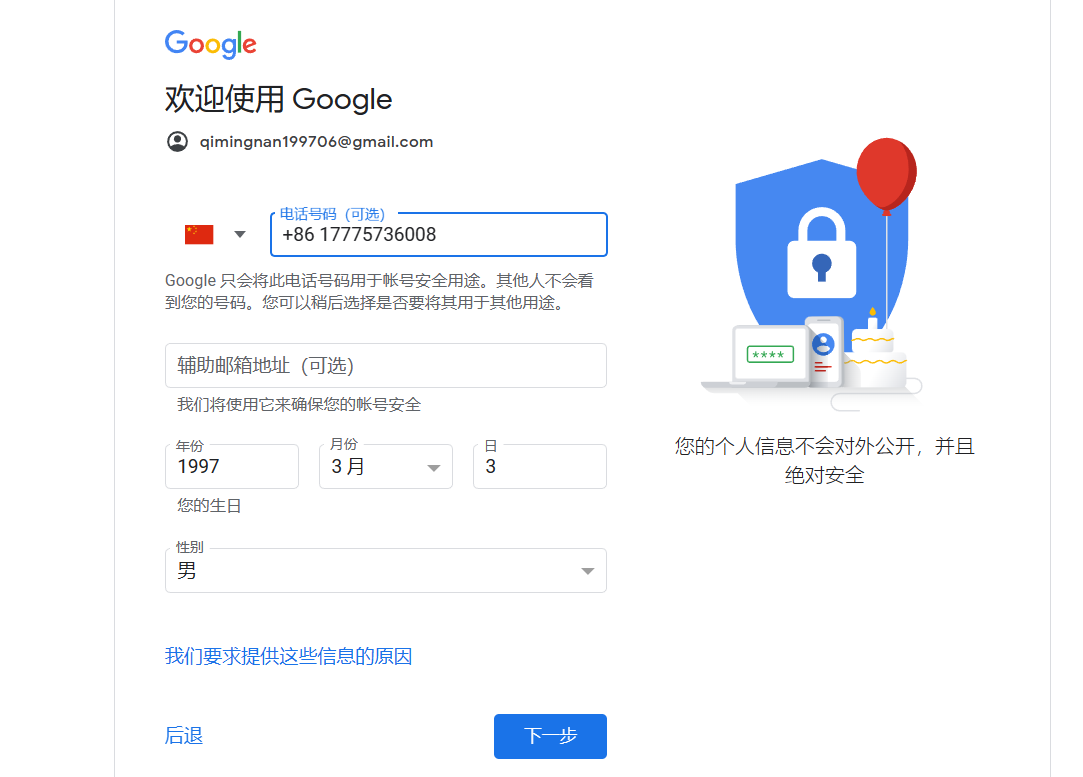 Google
欢迎使用 Google
qimingnan199706@gmail.com
电话号码（可选）
+86 17775736008
Google 只会将此电话号码用于帐号安全用途。其他人不会看
到您的号码。您可以稍后选择是否要将其用于其他用途。
辅助邮箱地址（可选）
我们将使用它来确保您的帐号安全
年份 月份 日
1997 3 月 3
您的生日
性别
男
我们要求提供这些信息的原因
后退 下一步
****
您的个人信息不会对外公开，并且
绝对安全